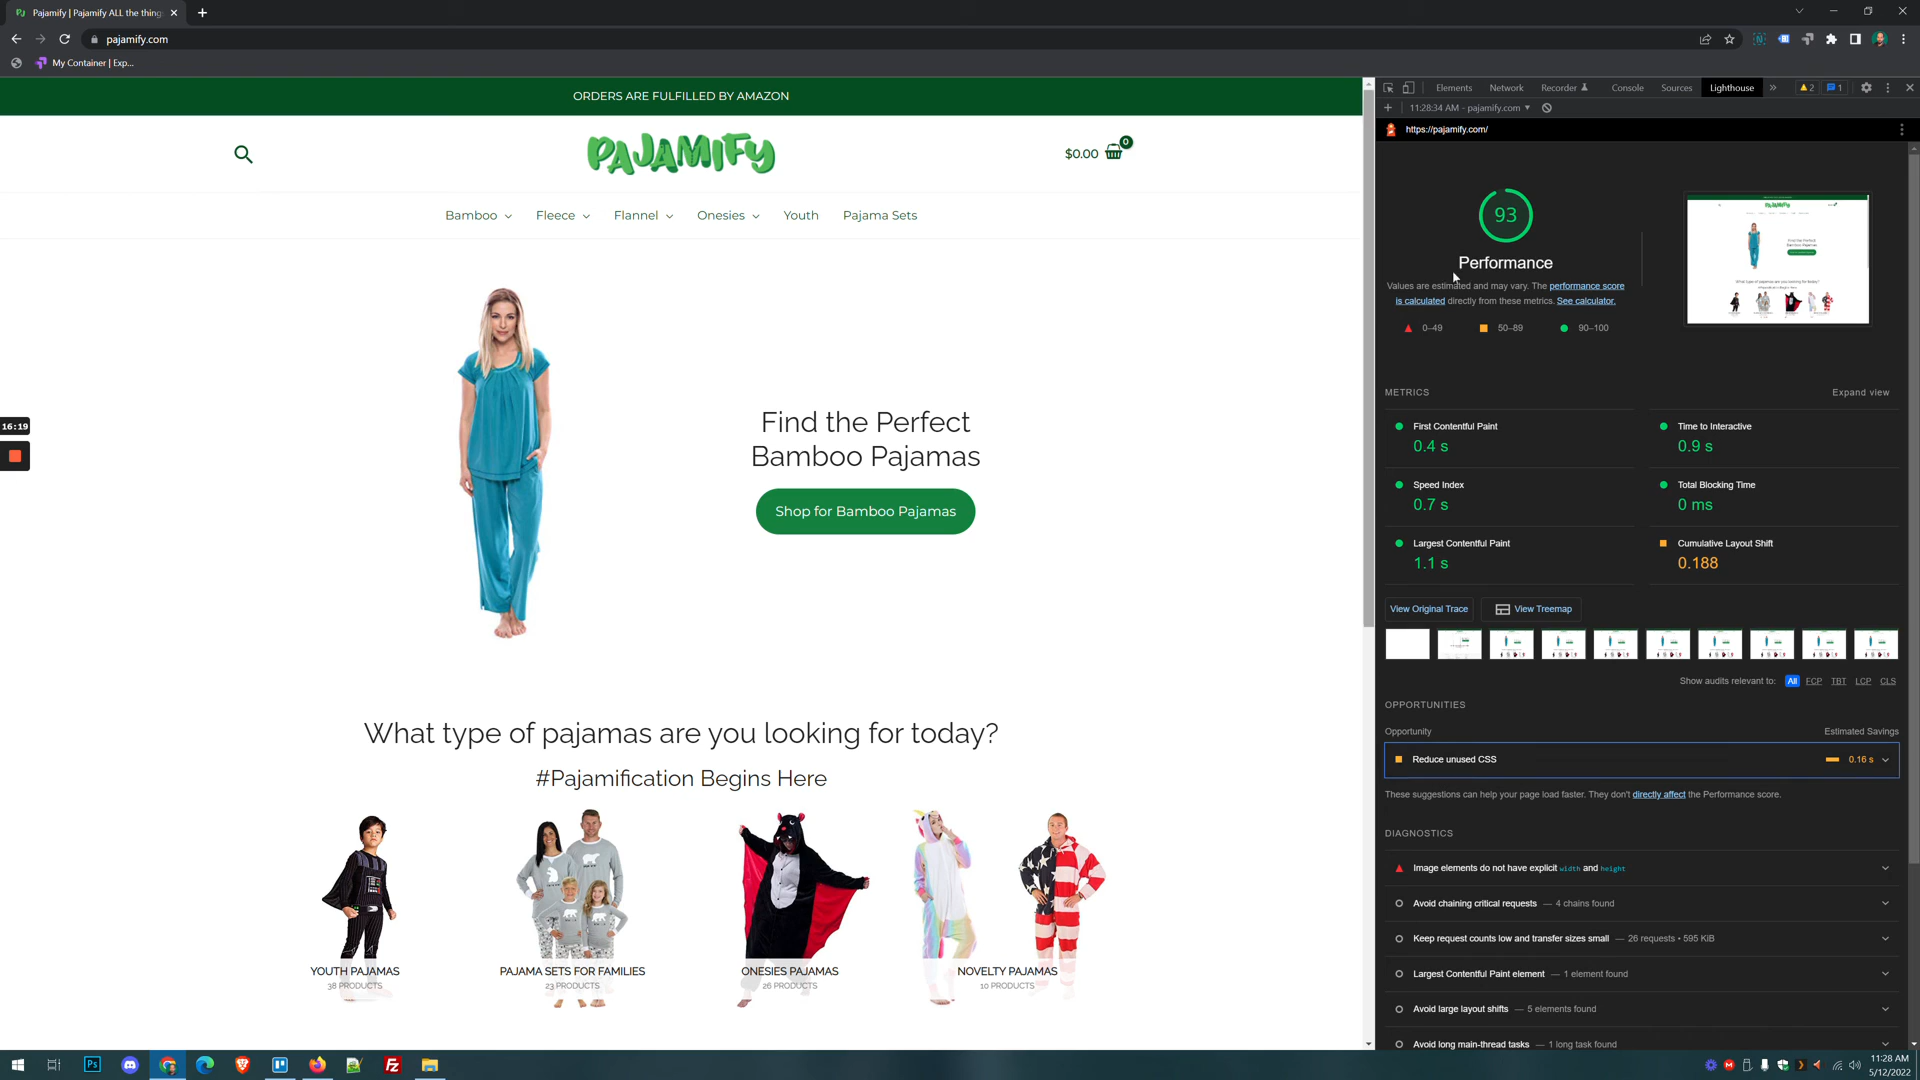 Pajamify | Pajamify ALL the thing
pajamify.com
My Container | Exp...
ORDERS ARE FULFILLED BY AMAZON
PAJAMIFY
$0.00
0
Bamboo
Fleece
Flannel
Onesies
Youth
Pajama Sets
Find the Perfect
Bamboo Pajamas
Shop for Bamboo Pajamas
What type of pajamas are you looking for today?
#Pajamification Begins Here
YOUTH PAJAMAS
38 PRODUCTS
PAJAMA SETS FOR FAMILIES
23 PRODUCTS
ONESIES PAJAMAS
26 PRODUCTS
NOVELTY PAJAMAS
10 PRODUCTS
16:19
Elements
Network
Recorder
Console
Sources
Lighthouse
2
1
11:28:34 AM - pajamify.com
https://pajamify.com/
93
Performance
Values are estimated and may vary. The performance score
is calculated directly from these metrics. See calculator.
0–49
50–89
90–100
METRICS
Expand view
First Contentful Paint
0.4 s
Time to Interactive
0.9 s
Speed Index
0.7 s
Total Blocking Time
0 ms
Largest Contentful Paint
1.1 s
Cumulative Layout Shift
0.188
View Original Trace
View Treemap
Show audits relevant to: All FCP TBT LCP CLS
OPPORTUNITIES
Opportunity
Estimated Savings
Reduce unused CSS
0.16 s
These suggestions can help your page load faster. They don't directly affect the Performance score.
DIAGNOSTICS
Image elements do not have explicit width and height
Avoid chaining critical requests — 4 chains found
Keep request counts low and transfer sizes small — 26 requests • 595 KiB
Largest Contentful Paint element — 1 element found
Avoid large layout shifts — 5 elements found
Avoid long main-thread tasks — 1 long task found
Ps
Fz
11:28 AM
5/12/2022